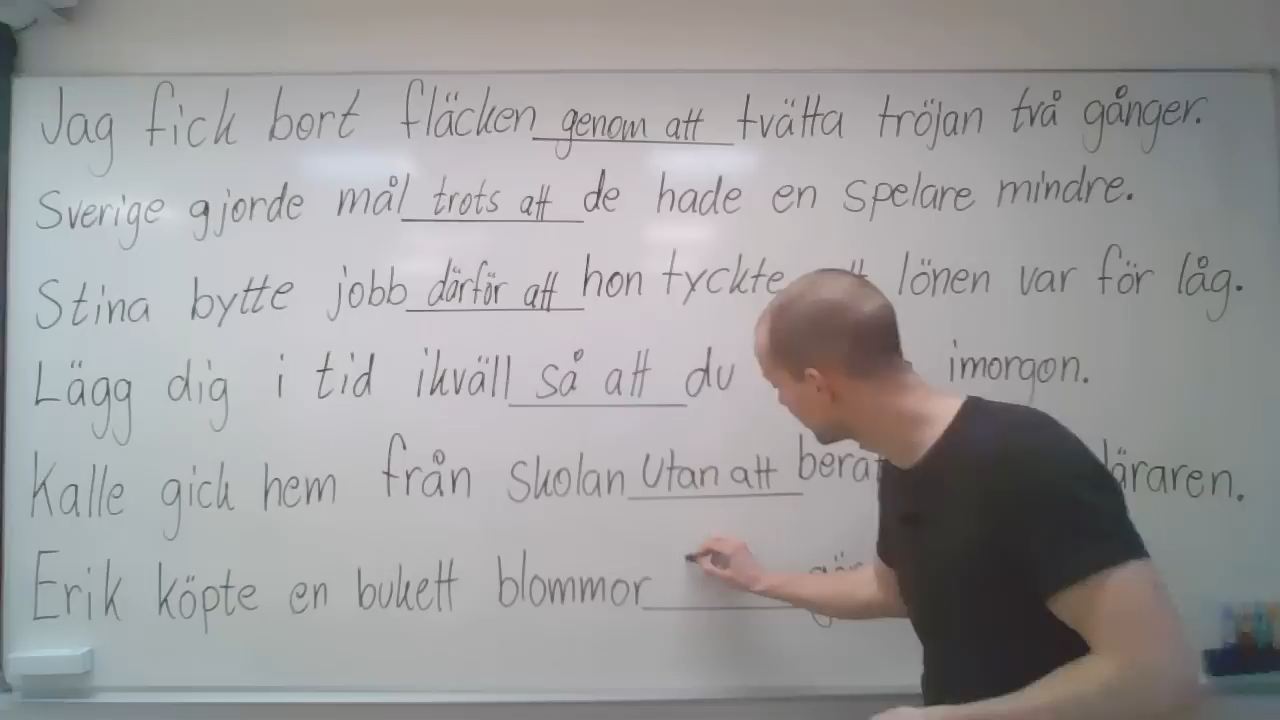 Jag fick bort fläcken genom att tvätta tröjan två gånger.
Sverige gjorde mål trots att de hade en spelare mindre.
Stina bytte jobb därför att hon tyckte lönen var för låg.
Lägg dig i tid ikväll så att du imorgon.
Kalle gick hem från skolan utan att läraren.
Erik köpte en bukett blommor